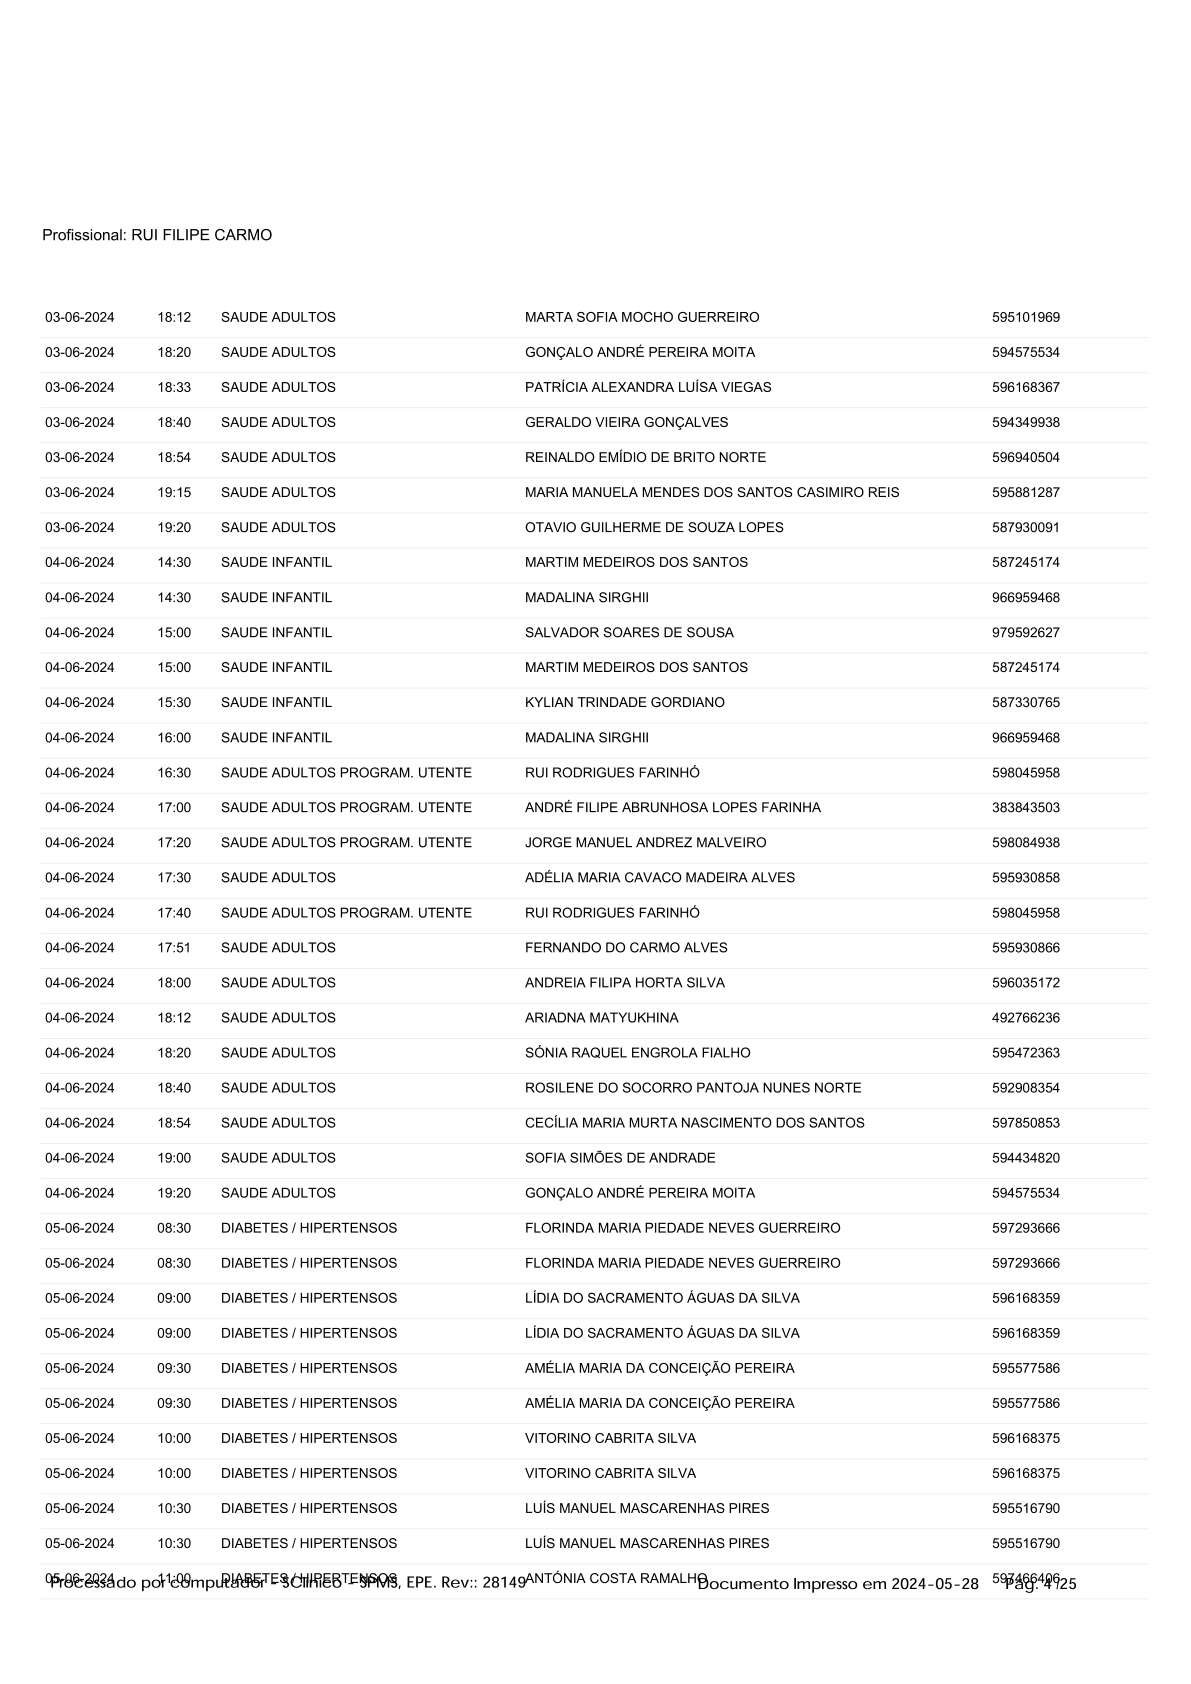 Profissional: RUI FILIPE CARMO
03-06-2024 18:12 SAUDE ADULTOS MARTA SOFIA MOCHO GUERREIRO 595101969
03-06-2024 18:20 SAUDE ADULTOS GONÇALO ANDRÉ PEREIRA MOITA 594575534
03-06-2024 18:33 SAUDE ADULTOS PATRÍCIA ALEXANDRA LUÍSA VIEGAS 596168367
03-06-2024 18:40 SAUDE ADULTOS GERALDO VIEIRA GONÇALVES 594349938
03-06-2024 18:54 SAUDE ADULTOS REINALDO EMÍDIO DE BRITO NORTE 596940504
03-06-2024 19:15 SAUDE ADULTOS MARIA MANUELA MENDES DOS SANTOS CASIMIRO REIS 595881287
03-06-2024 19:20 SAUDE ADULTOS OTAVIO GUILHERME DE SOUZA LOPES 587930091
04-06-2024 14:30 SAUDE INFANTIL MARTIM MEDEIROS DOS SANTOS 587245174
04-06-2024 14:30 SAUDE INFANTIL MADALINA SIRGHII 966959468
04-06-2024 15:00 SAUDE INFANTIL SALVADOR SOARES DE SOUSA 979592627
04-06-2024 15:00 SAUDE INFANTIL MARTIM MEDEIROS DOS SANTOS 587245174
04-06-2024 15:30 SAUDE INFANTIL KYLIAN TRINDADE GORDIANO 587330765
04-06-2024 16:00 SAUDE INFANTIL MADALINA SIRGHII 966959468
04-06-2024 16:30 SAUDE ADULTOS PROGRAM. UTENTE RUI RODRIGUES FARINHÓ 598045958
04-06-2024 17:00 SAUDE ADULTOS PROGRAM. UTENTE ANDRÉ FILIPE ABRUNHOSA LOPES FARINHA 383843503
04-06-2024 17:20 SAUDE ADULTOS PROGRAM. UTENTE JORGE MANUEL ANDREZ MALVEIRO 598084938
04-06-2024 17:30 SAUDE ADULTOS ADÉLIA MARIA CAVACO MADEIRA ALVES 595930858
04-06-2024 17:40 SAUDE ADULTOS PROGRAM. UTENTE RUI RODRIGUES FARINHÓ 598045958
04-06-2024 17:51 SAUDE ADULTOS FERNANDO DO CARMO ALVES 595930866
04-06-2024 18:00 SAUDE ADULTOS ANDREIA FILIPA HORTA SILVA 596035172
04-06-2024 18:12 SAUDE ADULTOS ARIADNA MATYUKHINA 492766236
04-06-2024 18:20 SAUDE ADULTOS SÓNIA RAQUEL ENGROLA FIALHO 595472363
04-06-2024 18:40 SAUDE ADULTOS ROSILENE DO SOCORRO PANTOJA NUNES NORTE 592908354
04-06-2024 18:54 SAUDE ADULTOS CECÍLIA MARIA MURTA NASCIMENTO DOS SANTOS 597850853
04-06-2024 19:00 SAUDE ADULTOS SOFIA SIMÕES DE ANDRADE 594434820
04-06-2024 19:20 SAUDE ADULTOS GONÇALO ANDRÉ PEREIRA MOITA 594575534
05-06-2024 08:30 DIABETES / HIPERTENSOS FLORINDA MARIA PIEDADE NEVES GUERREIRO 597293666
05-06-2024 08:30 DIABETES / HIPERTENSOS FLORINDA MARIA PIEDADE NEVES GUERREIRO 597293666
05-06-2024 09:00 DIABETES / HIPERTENSOS LÍDIA DO SACRAMENTO ÁGUAS DA SILVA 596168359
05-06-2024 09:00 DIABETES / HIPERTENSOS LÍDIA DO SACRAMENTO ÁGUAS DA SILVA 596168359
05-06-2024 09:30 DIABETES / HIPERTENSOS AMÉLIA MARIA DA CONCEIÇÃO PEREIRA 595577586
05-06-2024 09:30 DIABETES / HIPERTENSOS AMÉLIA MARIA DA CONCEIÇÃO PEREIRA 595577586
05-06-2024 10:00 DIABETES / HIPERTENSOS VITORINO CABRITA SILVA 596168375
05-06-2024 10:00 DIABETES / HIPERTENSOS VITORINO CABRITA SILVA 596168375
05-06-2024 10:30 DIABETES / HIPERTENSOS LUÍS MANUEL MASCARENHAS PIRES 595516790
05-06-2024 10:30 DIABETES / HIPERTENSOS LUÍS MANUEL MASCARENHAS PIRES 595516790
05-06-2024 11:00 DIABETES / HIPERTENSOS ANTÓNIA COSTA RAMALHO 597466406
Processado por computador - SClínico - SPMS, EPE. Rev:: 28149 Documento Impresso em 2024-05-28 Pág. 4 /25